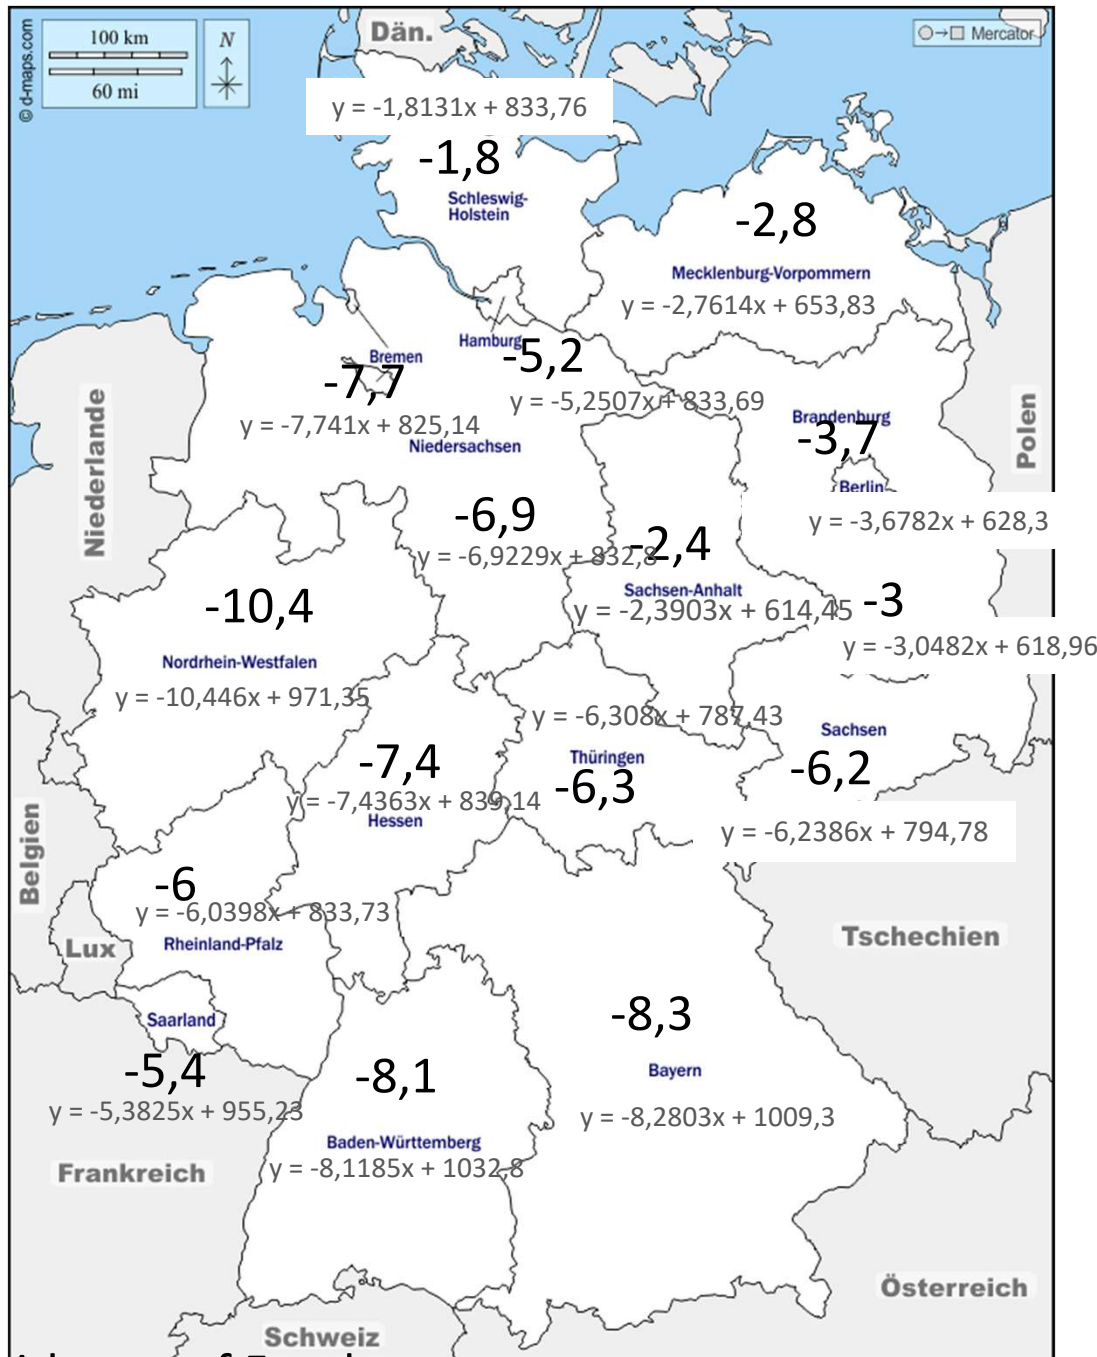 © d-maps.com
100 km
60 mi
N
Dän.
Mercator
y = -1,8131x + 833,76
-1,8
Schleswig-
Holstein
-2,8
Mecklenburg-Vorpommern
y = -2,7614x + 653,83
Hamburg
-5,2
y = -5,2507x + 833,69
Bremen
-7,7
y = -7,741x + 825,14
Niedersachsen
-6,9
y = -6,9229x + 832,8
Niederlande
Polen
Brandenburg
-3,7
Berlin
y = -3,6782x + 628,3
-2,4
Sachsen-Anhalt
y = -2,3903x + 614,45
-3
y = -3,0482x + 618,96
-10,4
Nordrhein-Westfalen
y = -10,446x + 971,35
y = -6,308x + 787,43
Thüringen
-6,3
Sachsen
-6,2
y = -6,2386x + 794,78
-7,4
y = -7,4363x + 839,14
Hessen
Belgien
-6
y = -6,0398x + 833,73
Rheinland-Pfalz
Lux
Tschechien
Saarland
-5,4
y = -5,3825x + 955,23
-8,3
Bayern
y = -8,2803x + 1009,3
-8,1
Baden-Württemberg
y = -8,1185x + 1032,8
Frankreich
Österreich
Schweiz